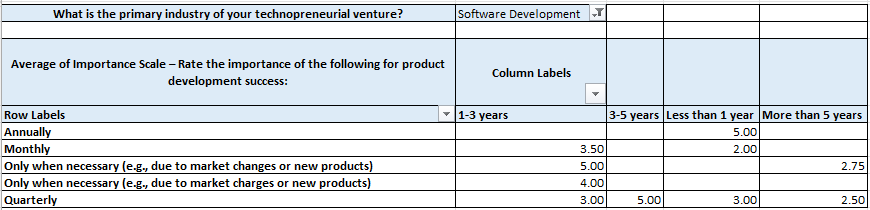 What is the primary industry of your technopreneurial venture? Software Development
Average of Importance Scale – Rate the importance of the following for product
development success: Column Labels
Row Labels 1-3 years 3-5 years Less than 1 year More than 5 years
Annually 5.00
Monthly 3.50 2.00
Only when necessary (e.g., due to market changes or new products) 5.00 2.75
Only when necessary (e.g., due to market charges or new products) 4.00
Quarterly 3.00 5.00 3.00 2.50